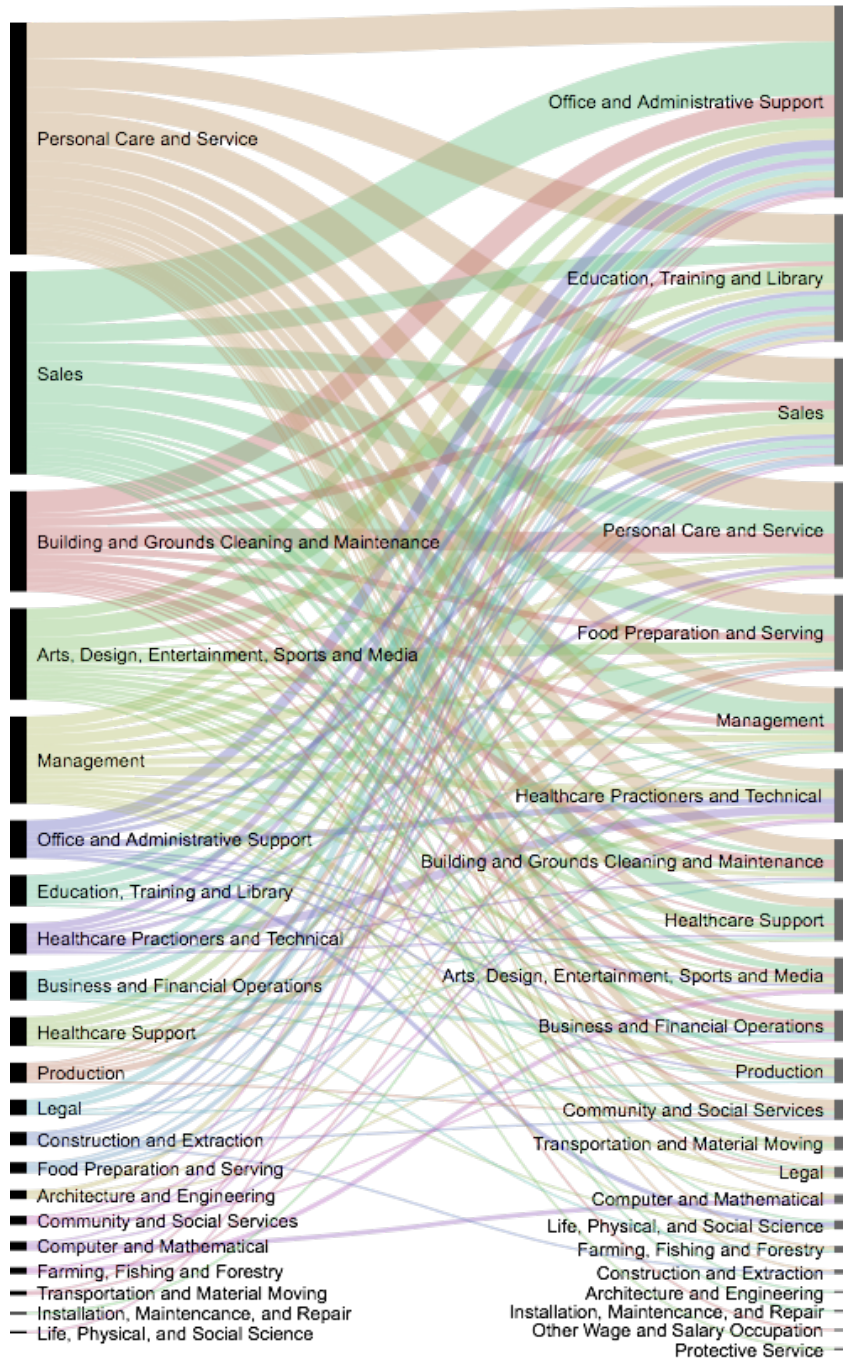 Personal Care and Service
Sales
Building and Grounds Cleaning and Maintenance
Arts, Design, Entertainment, Sports and Media
Management
Office and Administrative Support
Education, Training and Library
Healthcare Practioners and Technical
Business and Financial Operations
Healthcare Support
Production
Legal
Construction and Extraction
Food Preparation and Serving
Architecture and Engineering
Community and Social Services
Computer and Mathematical
Farming, Fishing and Forestry
Transportation and Material Moving
Installation, Maintencance, and Repair
Life, Physical, and Social Science
Office and Administrative Support
Education, Training and Library
Sales
Personal Care and Service
Food Preparation and Serving
Management
Healthcare Practioners and Technical
Building and Grounds Cleaning and Maintenance
Healthcare Support
Arts, Design, Entertainment, Sports and Media
Business and Financial Operations
Production
Community and Social Services
Transportation and Material Moving
Legal
Computer and Mathematical
Life, Physical, and Social Science
Farming, Fishing and Forestry
Construction and Extraction
Architecture and Engineering
Installation, Maintencance, and Repair
Other Wage and Salary Occupation
Protective Service